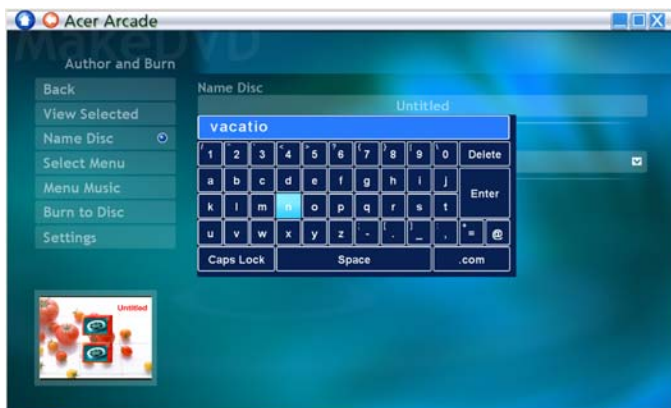 Acer Arcade
MakeDVD
Author and Burn
Back
View Selected
Name Disc
Select Menu
Menu Music
Burn to Disc
Settings
Untitled
Name Disc
Untitled
vacatio
1 2 3 4 5 6 7 8 9 0 Delete
a b c d e f g h i j
Enter
k l m n o p q r s t
u v w x y z - . _ , = @
Caps Lock Space .com